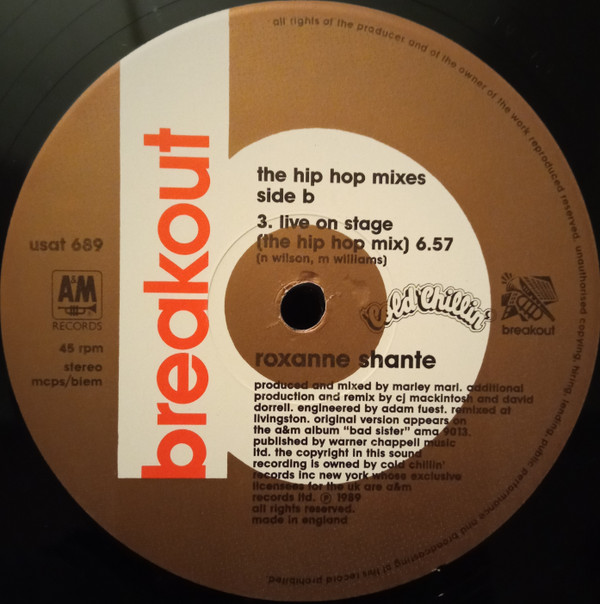 all rights of the producer and of the owner of the work reproduced reserved. unauthorised copying, hiring, lending, public performance and broadcasting of this record prohibited.
breakout
the hip hop mixes
side b
3. live on stage
(the hip hop mix) 6.57
(n wilson, m williams)
usat 689
A&M
RECORDS
45 rpm
stereo
mcps/biem
Cold Chillin'
breakout
roxanne shante
produced and mixed by marley marl. additional
production and remix by cj mackintosh and david
dorrell. engineered by adam fuest. remixed at
livingston. original version appears on
the a&m album "bad sister" ama 9013.
published by warner chappell music
ltd. the copyright in this sound
recording is owned by cold chillin'
records inc new york whose exclusive
licensees for the uk are a&m
records ltd. ℗ 1989
all rights reserved.
made in england